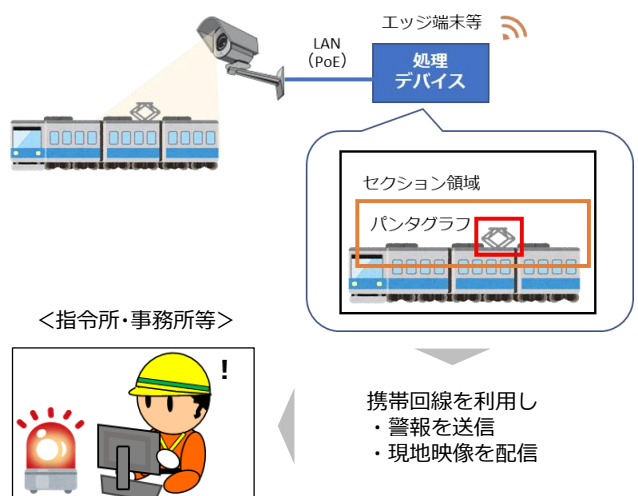 エッジ端末等
LAN
（PoE）
処理
デバイス
セクション領域
パンタグラフ
＜指令所・事務所等＞
!
携帯回線を利用し
・警報を送信
・現地映像を配信